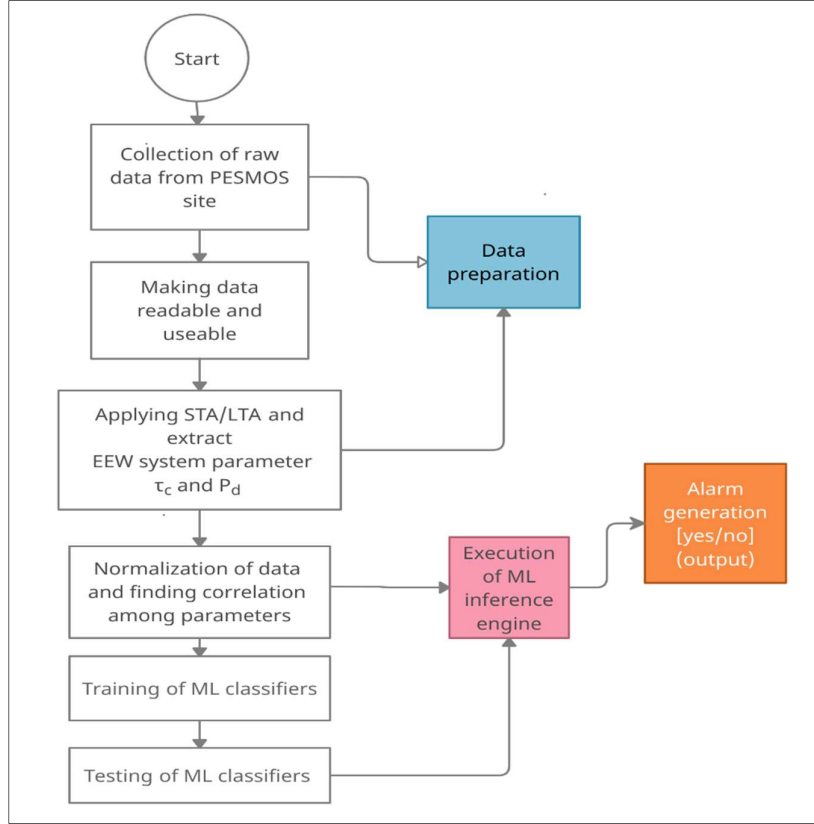 Start
Collection of raw
data from PESMOS
site
Data
preparation
Making data
readable and
useable
Applying STA/LTA and
extract
EEW system parameter
τc and Pd
Alarm
generation
[yes/no]
(output)
Normalization of data
and finding correlation
among parameters
Execution
of ML
inference
engine
Training of ML classifiers
Testing of ML classifiers